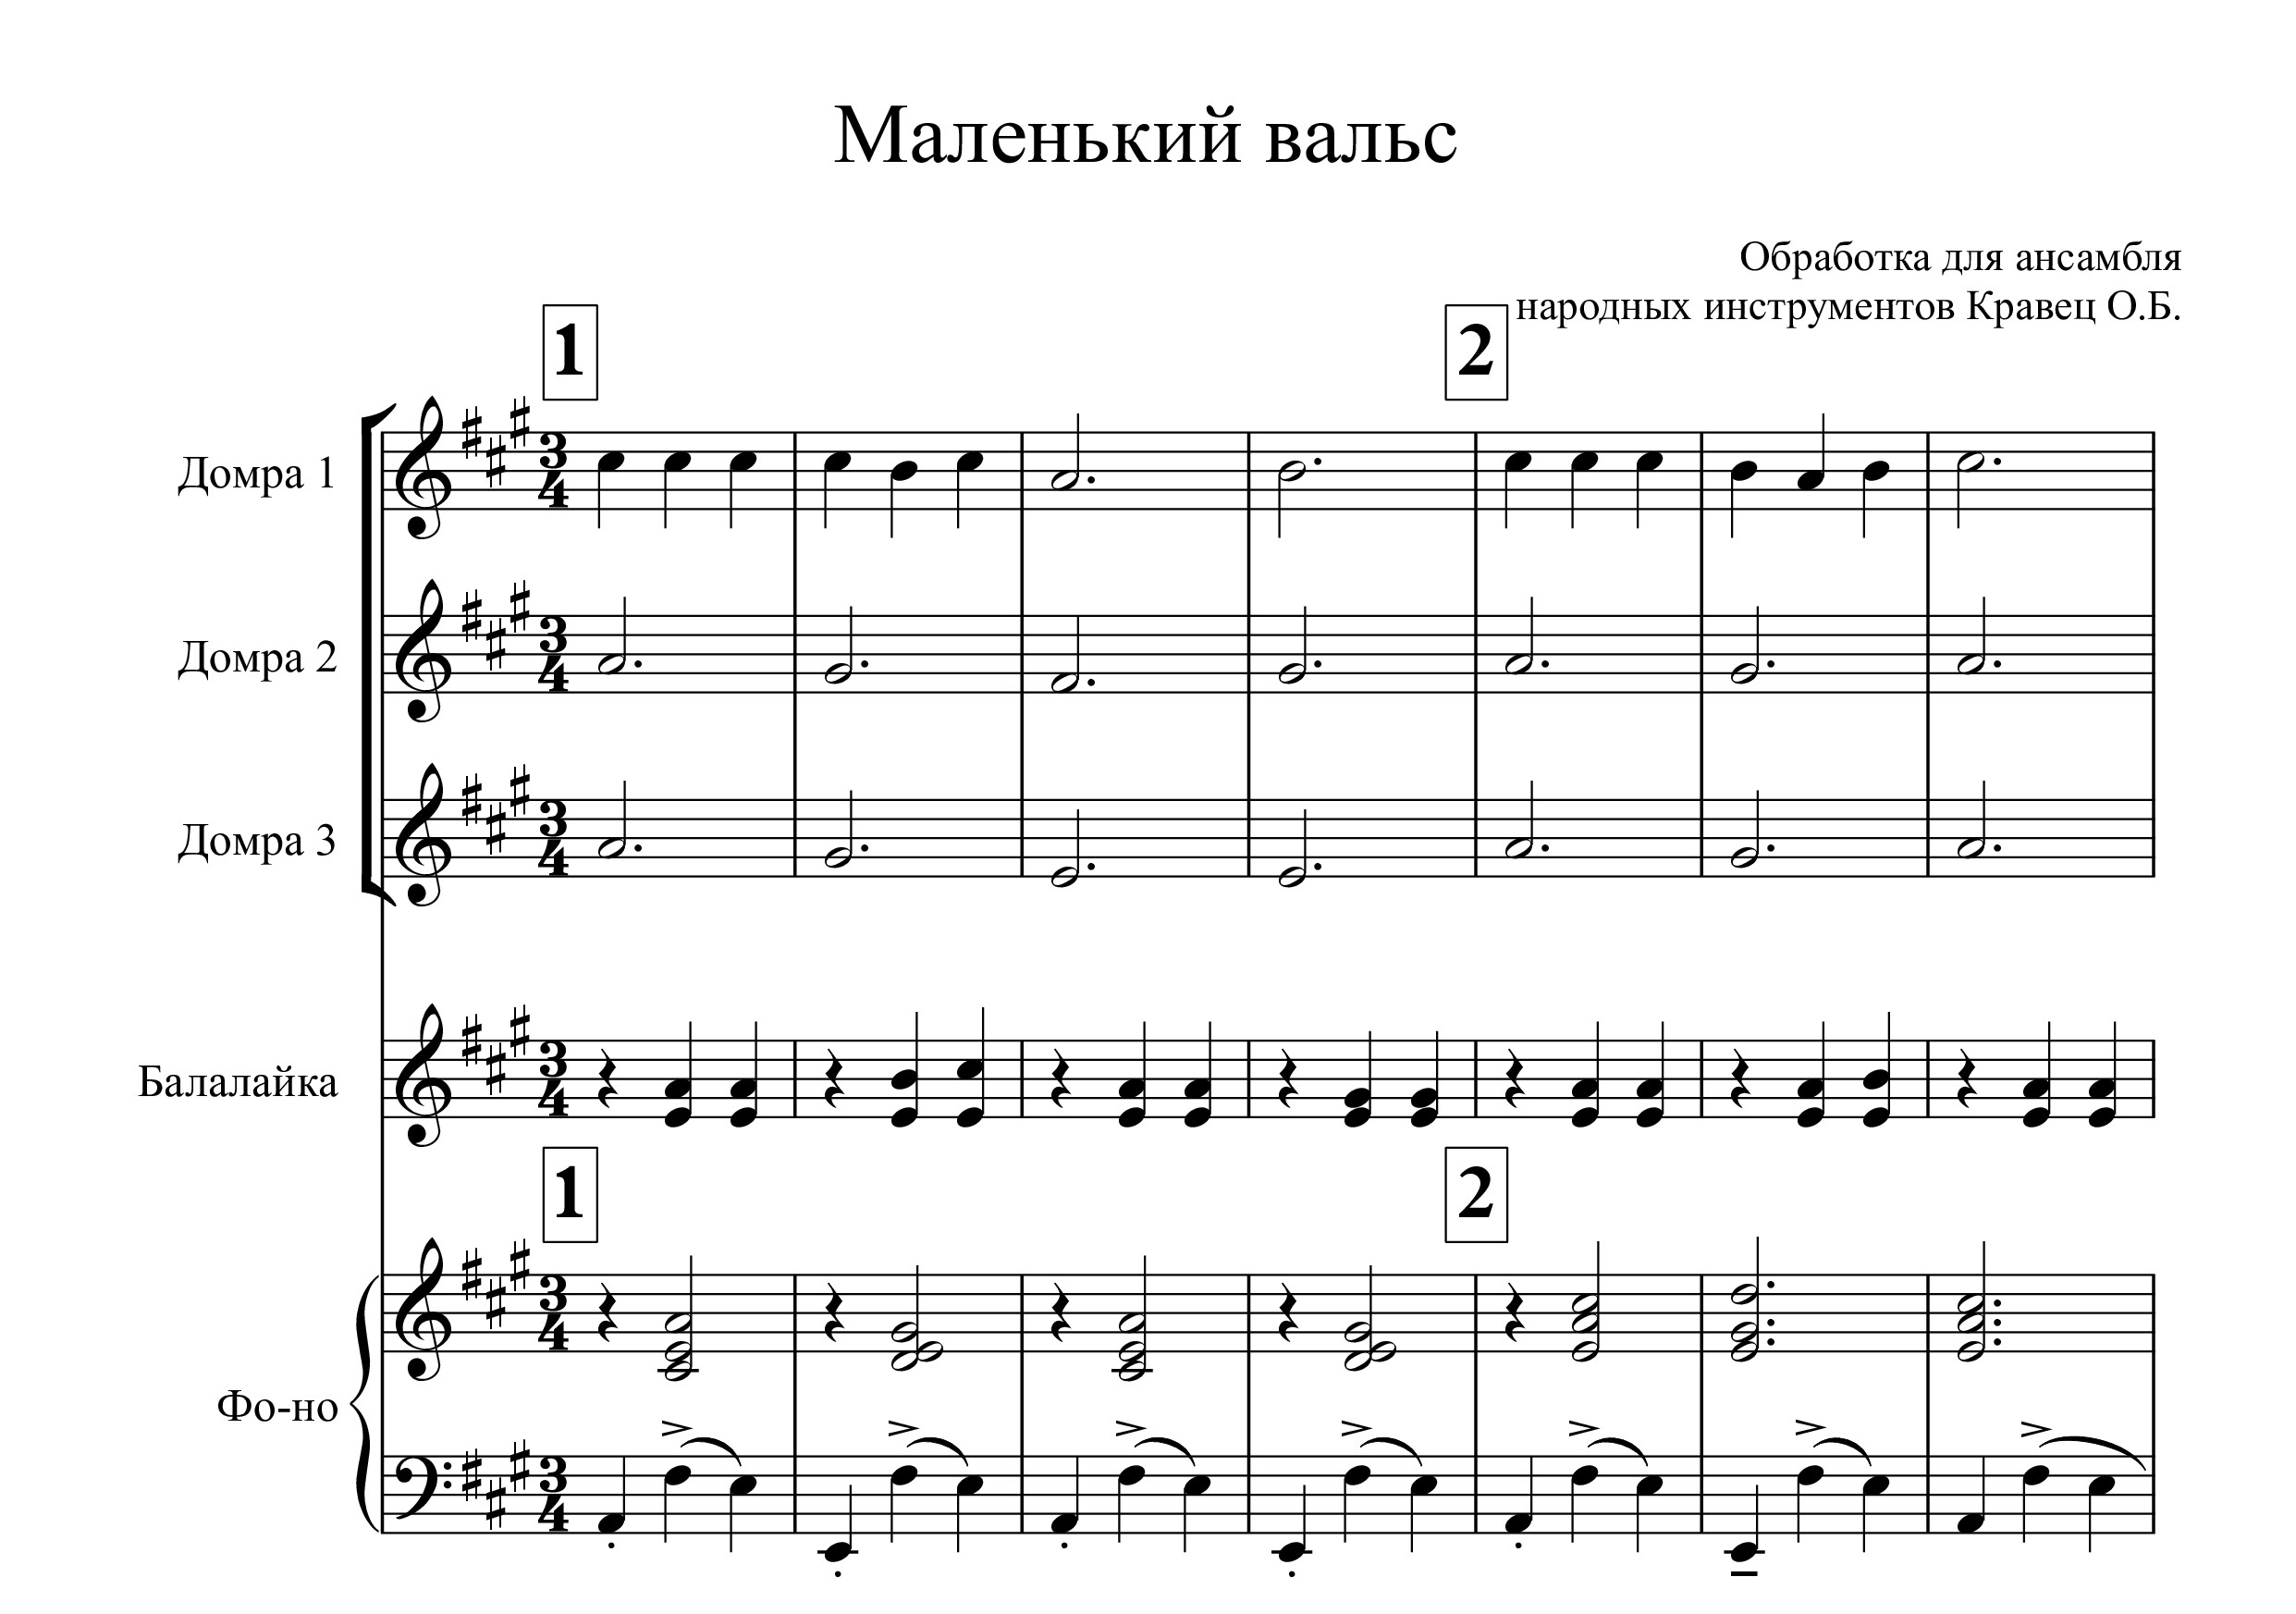 Маленький вальс
Обработка для ансамбля
народных инструментов Кравец О.Б.
1
2
Домра 1
Домра 2
Домра 3
Балалайка
1
2
Фо-но